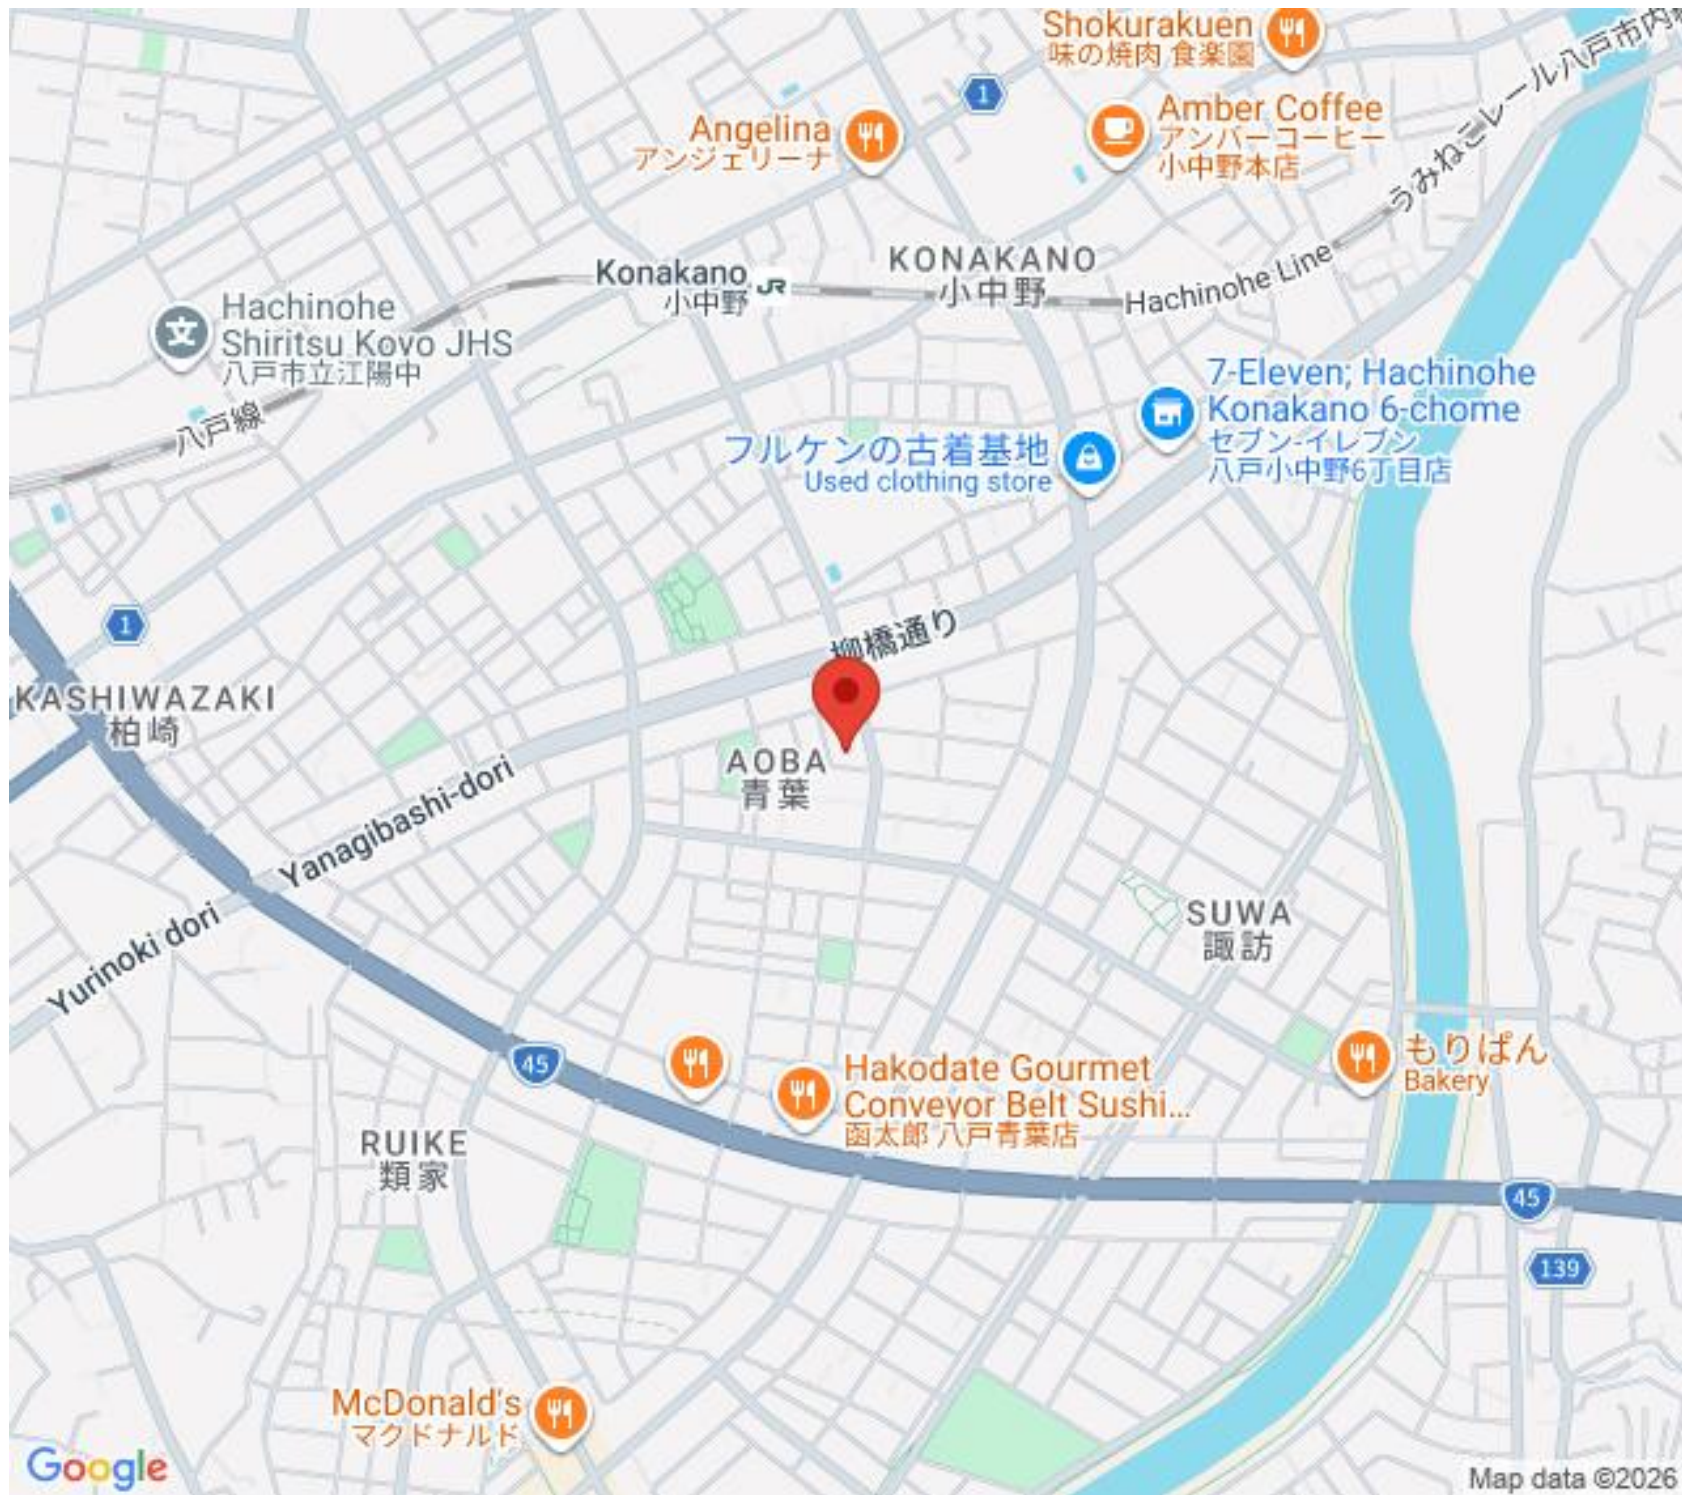 Shokurakuen
味の焼肉 食楽園
1
Amber Coffee
アンバーコーヒー
小中野本店
Angelina
アンジェリーナ
うみねこレール八戸市内
KONAKANO
小中野
Konakano
小中野
JR
Hachinohe Line
Hachinohe
Shiritsu Koyo JHS
八戸市立江陽中
文
八戸線
7-Eleven; Hachinohe
Konakano 6-chome
セブン-イレブン
八戸小中野6丁目店
フルケンの古着基地
Used clothing store
1
柳橋通り
KASHIWAZAKI
柏崎
AOBA
青葉
Yanagibashi-dori
Yurinoki dori
SUWA
諏訪
45
もりぱん
Bakery
Hakodate Gourmet
Conveyor Belt Sushi...
函太郎 八戸青葉店
RUIKE
類家
45
139
McDonald's
マクドナルド
Google
Map data ©2026